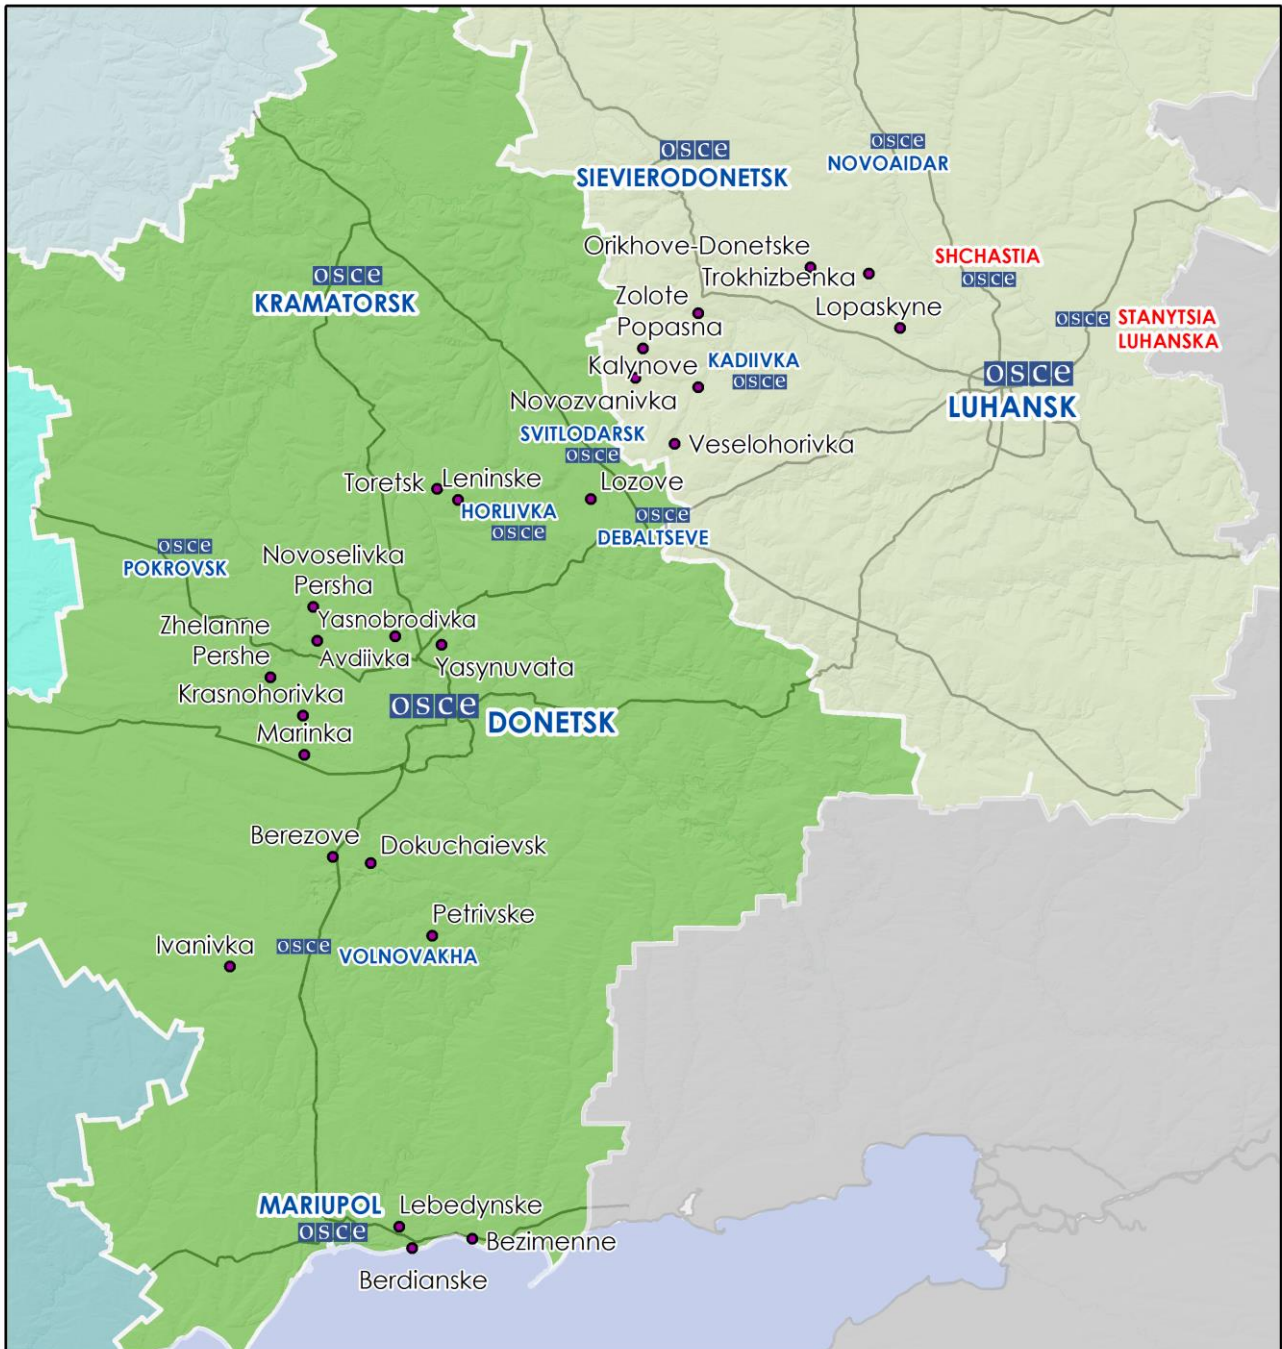 osce
SIEVIERODONETSK
osce
NOVOAIDAR
Orikhove-Donetske
Trokhizbenka
SHCHASTIA
osce
osce
KRAMATORSK
Zolote
Popasna
Lopaskyne
osce
STANYTSIA
LUHANSKA
Kalynove
KADIIVKA
osce
osce
LUHANSK
Novozvanivka
SVITLODARSK
osce
Veselohorivka
Toretsk
Leninske
Lozove
HORLIVKA
osce
osce
DEBALTSEVE
osce
POKROVSK
Novoselivka
Persha
Zhelanne
Pershe
Yasnobrodivka
Avdiivka
Yasynuvata
Krasnohorivka
osce
DONETSK
Marinka
Berezove
Dokuchaievsk
Petrivske
Ivanivka
osce
VOLNOVAKHA
MARIUPOL
osce
Lebedynske
Bezimenne
Berdianske